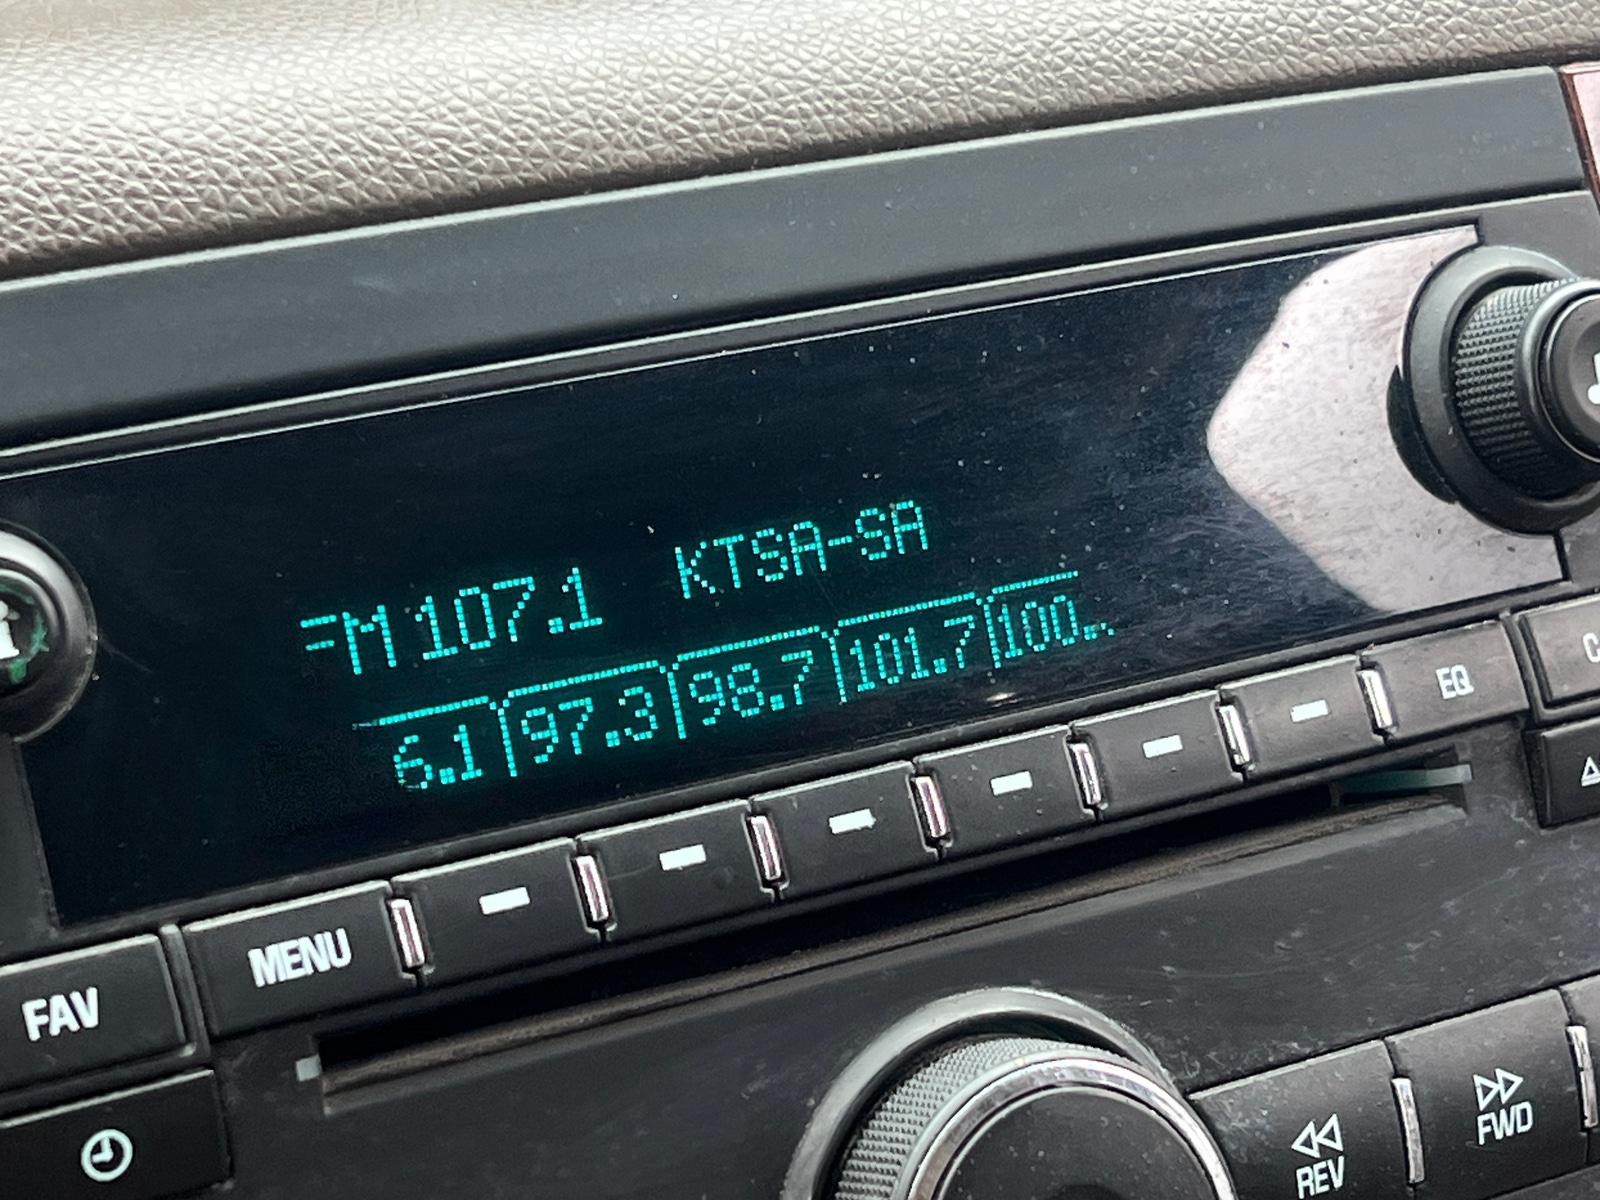 FM 107.1 KTSA-SA
6.1 97.3 98.7 101.7 100...
EQ
MENU
FAV
REV
FWD